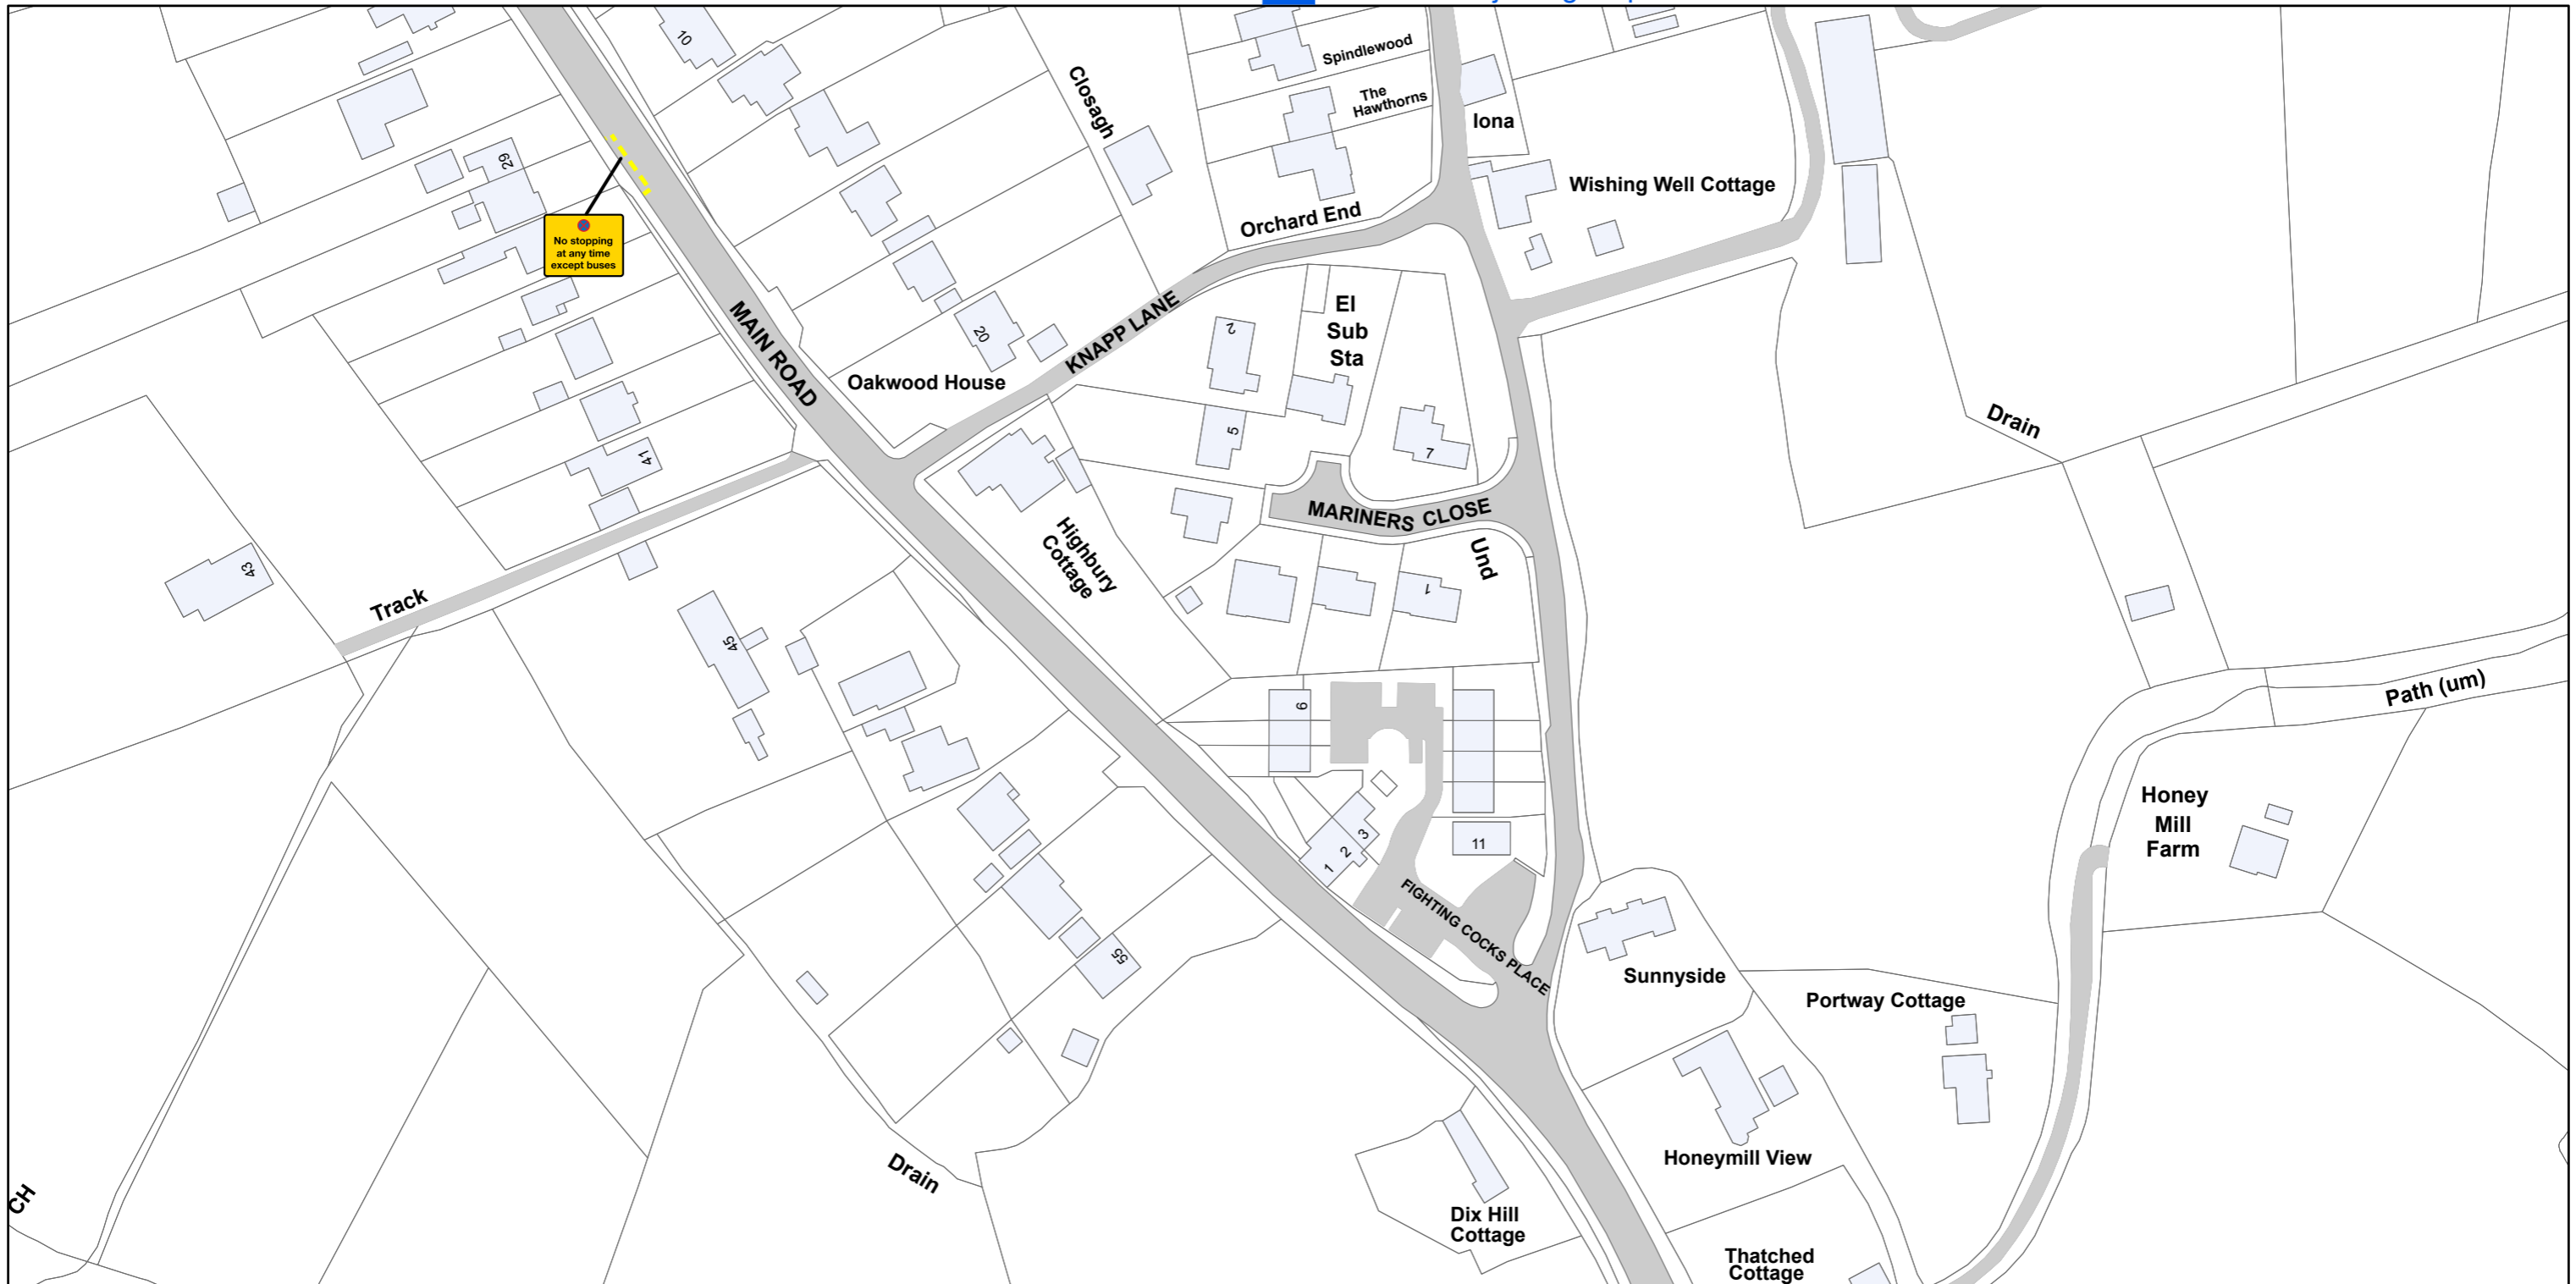 10
Closagh
Spindlewood
The
Hawthorns
Iona
Wishing Well Cottage
29
Orchard End
No stopping
at any time
except buses
MAIN ROAD
KNAPP LANE
20
Oakwood House
2
El
Sub
Sta
5
7
Drain
41
MARINERS CLOSE
Und
Highbury
Cottage
1
43
Track
45
9
Path (um)
Honey
Mill
Farm
3
2
1
11
FIGHTING COCKS PLACE
55
Sunnyside
Portway Cottage
Honeymill View
Drain
CH
Dix Hill
Cottage
Thatched
Cottage